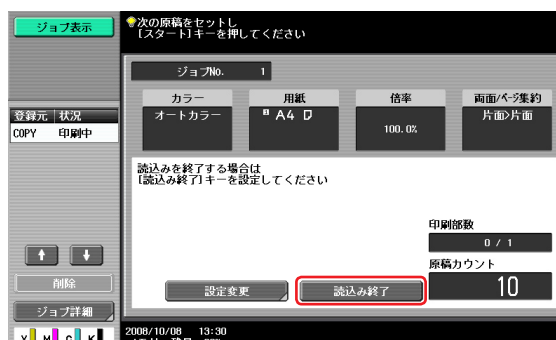 ジョブ表示
次の原稿をセットし
［スタート］キーを押してください
ジョブNo. 1
カラー 用紙 倍率 両面/ページ集約
オートカラー A4 100.0% 片面>片面
登録元 状況
COPY 印刷中
読込みを終了する場合は
［読込み終了］キーを設定してください
印刷部数
0 / 1
原稿カウント
10
↑ ↓
削除
設定変更 読込み終了
ジョブ詳細
2008/10/08 13:30
Y M C K